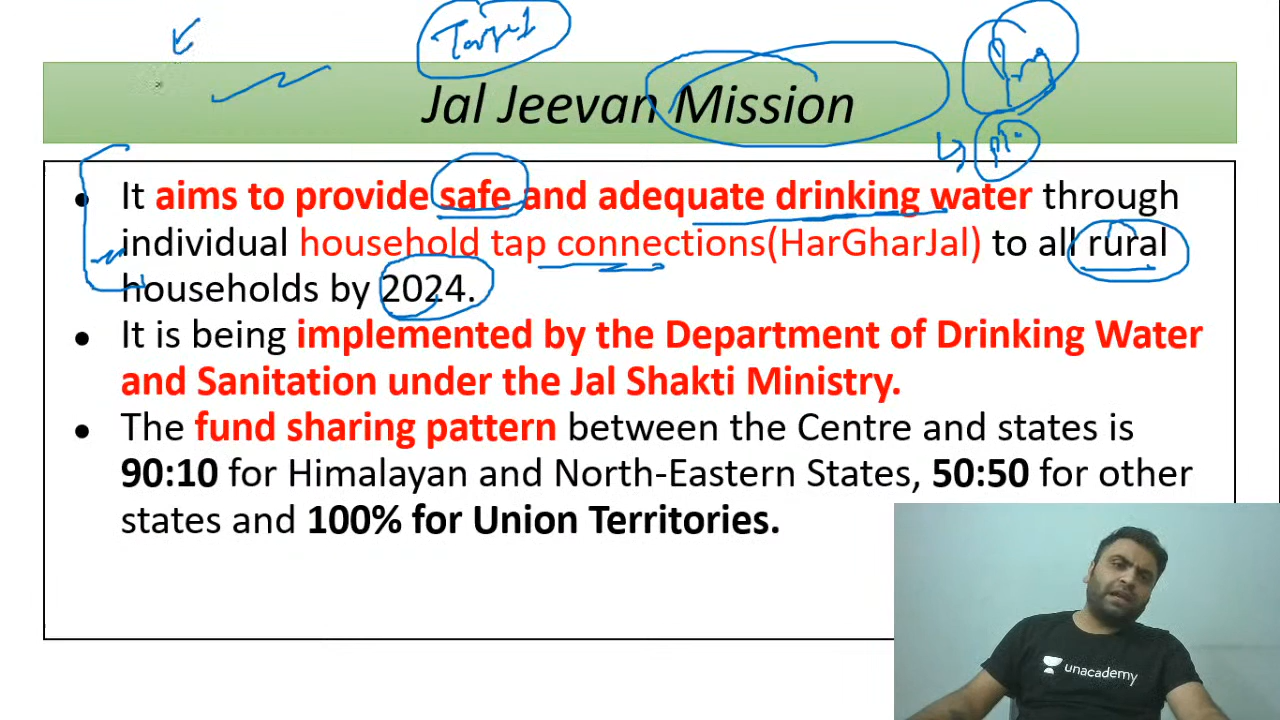 Target
Jal Jeevan Mission
• It aims to provide safe and adequate drinking water through
individual household tap connections(HarGharJal) to all rural
households by 2024.
• It is being implemented by the Department of Drinking Water
and Sanitation under the Jal Shakti Ministry.
• The fund sharing pattern between the Centre and states is
90:10 for Himalayan and North-Eastern States, 50:50 for other
states and 100% for Union Territories.
unacademy